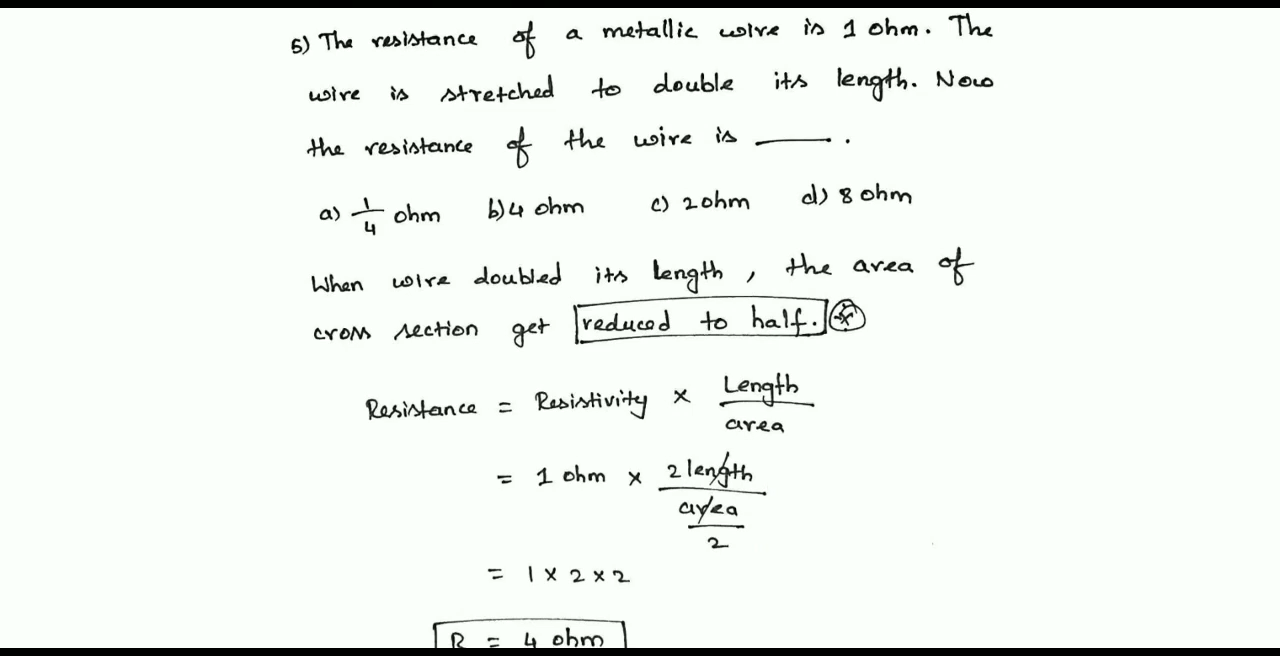 5) The resistance of a metallic wire is 1 ohm. The
wire is stretched to double its length. Now
the resistance of the wire is ___.
a) 1/4 ohm b) 4 ohm c) 2 ohm d) 8 ohm
When wire doubled its length, the area of
cross section get reduced to half.
Resistance = Resistivity × Length/area
= 1 ohm × 2 length/(area/2)
= 1 × 2 × 2
R = 4 ohm